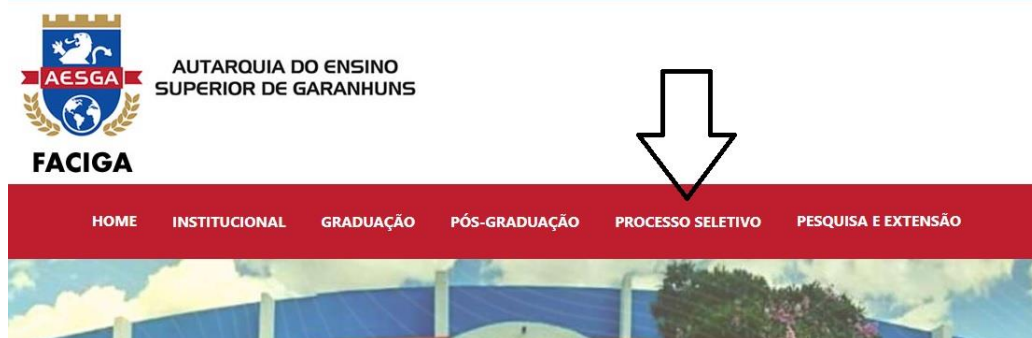 AESGA
AUTARQUIA DO ENSINO
SUPERIOR DE GARANHUNS
FACIGA
HOME INSTITUCIONAL GRADUAÇÃO PÓS-GRADUAÇÃO PROCESSO SELETIVO PESQUISA E EXTENSÃO